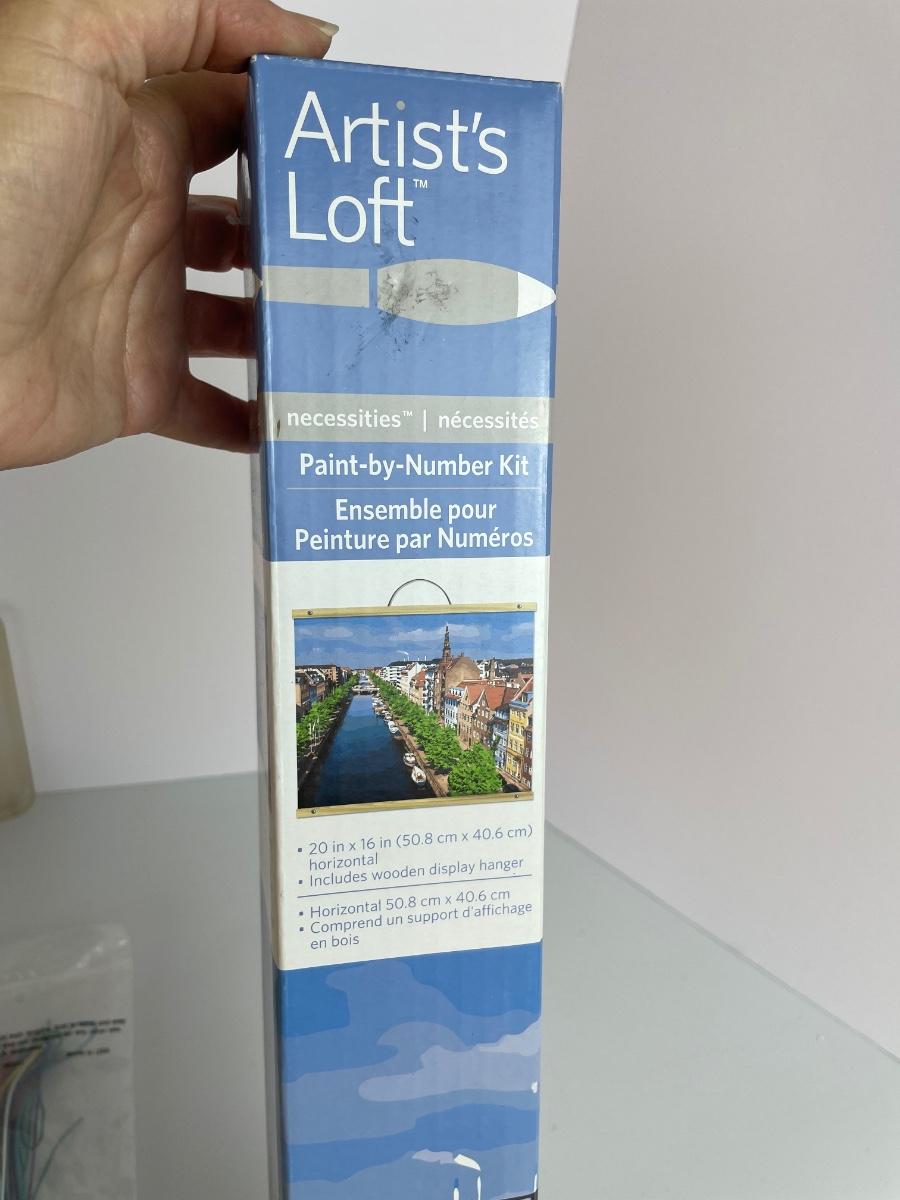 Artist's
Loft™
necessities™ | nécessités
Paint-by-Number Kit
Ensemble pour
Peinture par Numéros
• 20 in x 16 in (50.8 cm x 40.6 cm)
horizontal
• Includes wooden display hanger
• Horizontal 50.8 cm x 40.6 cm
• Comprend un support d'affichage
en bois